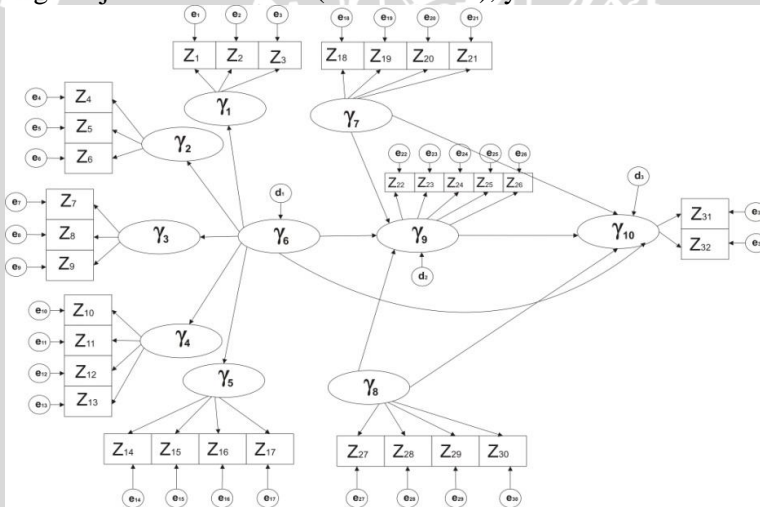 e₁ e₂ e₃ e₁₈ e₁₉ e₂₀ e₂₁
Z₁ Z₂ Z₃ Z₁₈ Z₁₉ Z₂₀ Z₂₁
e₄ Z₄
e₅ Z₅
e₆ Z₆
γ₁ γ₇
γ₂
e₂₂ e₂₃ e₂₄ e₂₅ e₂₆
Z₂₂ Z₂₃ Z₂₄ Z₂₅ Z₂₆
e₇ Z₇
e₈ Z₈
e₉ Z₉
γ₃ d₁ γ₆ γ₉ d₂ d₃ γ₁₀
Z₃₁
Z₃₂
e₁₀ Z₁₀
e₁₁ Z₁₁
e₁₂ Z₁₂
e₁₃ Z₁₃
γ₄
γ₅ γ₈
Z₁₄ Z₁₅ Z₁₆ Z₁₇ Z₂₇ Z₂₈ Z₂₉ Z₃₀
e₁₄ e₁₅ e₁₆ e₁₇ e₂₇ e₂₈ e₂₉ e₃₀